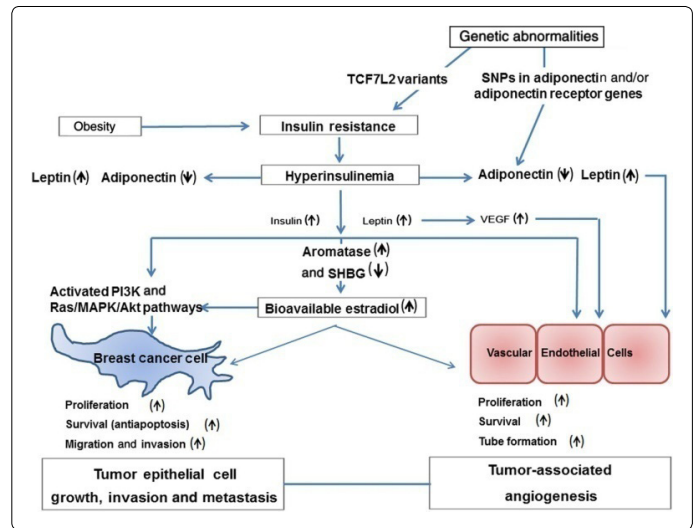 Genetic abnormalities
TCF7L2 variants
SNPs in adiponectin and/or
adiponectin receptor genes
Obesity
Insulin resistance
Leptin (↑) Adiponectin (↓)
Hyperinsulinemia
Adiponectin (↓) Leptin (↑)
Insulin (↑)
Leptin (↑)
VEGF (↑)
Aromatase (↑)
and SHBG (↓)
Activated PI3K and
Ras/MAPK/Akt pathways
Bioavailable estradiol (↑)
Breast cancer cell
Vascular Endothelial Cells
Proliferation (↑)
Survival (antiapoptosis) (↑)
Migration and invasion (↑)
Proliferation (↑)
Survival (↑)
Tube formation (↑)
Tumor epithelial cell
growth, invasion and metastasis
Tumor-associated
angiogenesis